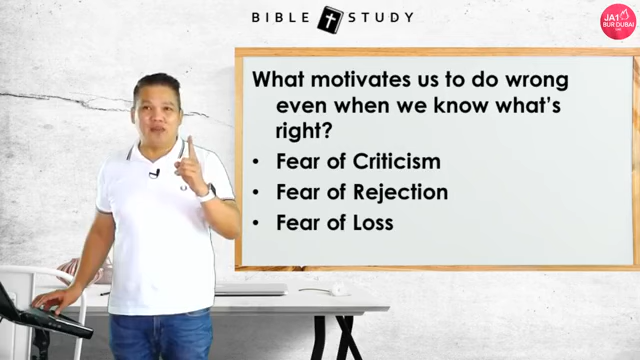 BIBLE STUDY
JA1
BUR DUBAI
What motivates us to do wrong
even when we know what's
right?
• Fear of Criticism
• Fear of Rejection
• Fear of Loss